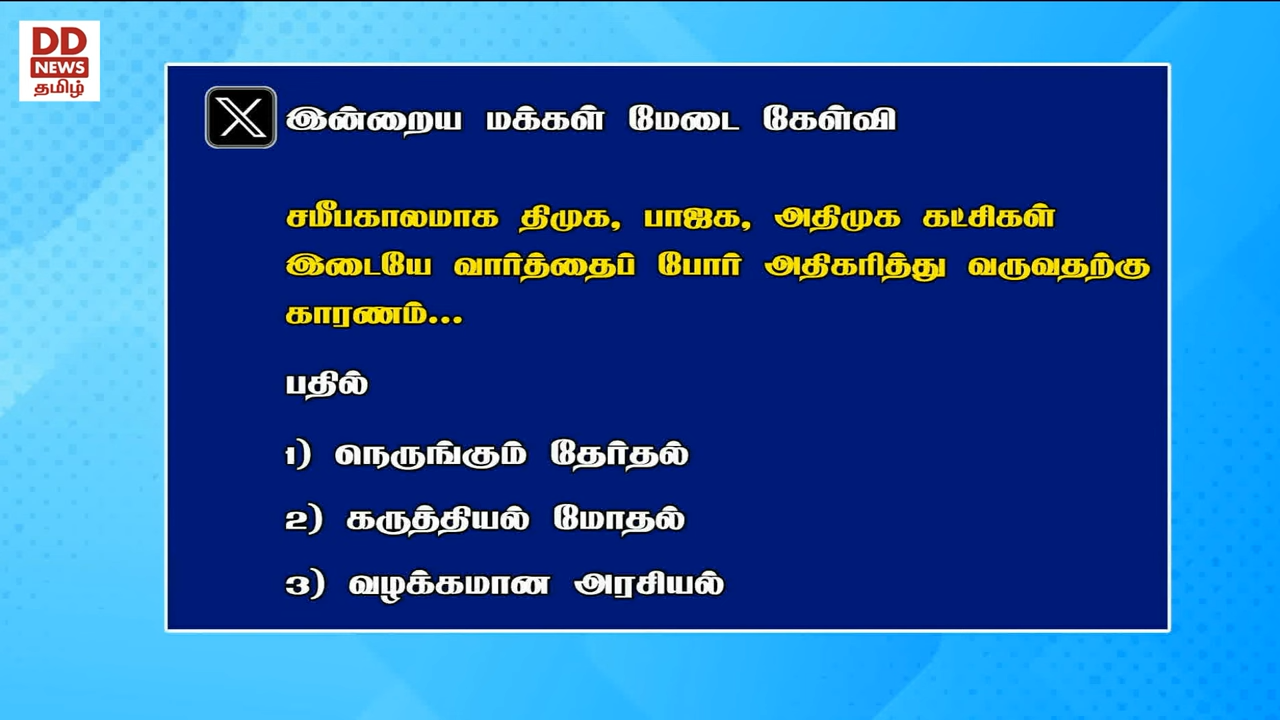 DD
NEWS
தமிழ்
இன்றைய மக்கள் மேடை கேள்வி
சமீபகாலமாக திமுக, பாஜக, அதிமுக கட்சிகள்
இடையே வார்த்தைப் போர் அதிகரித்து வருவதற்கு
காரணம்...
பதில்
1) நெருங்கும் தேர்தல்
2) கருத்தியல் மோதல்
3) வழக்கமான அரசியல்